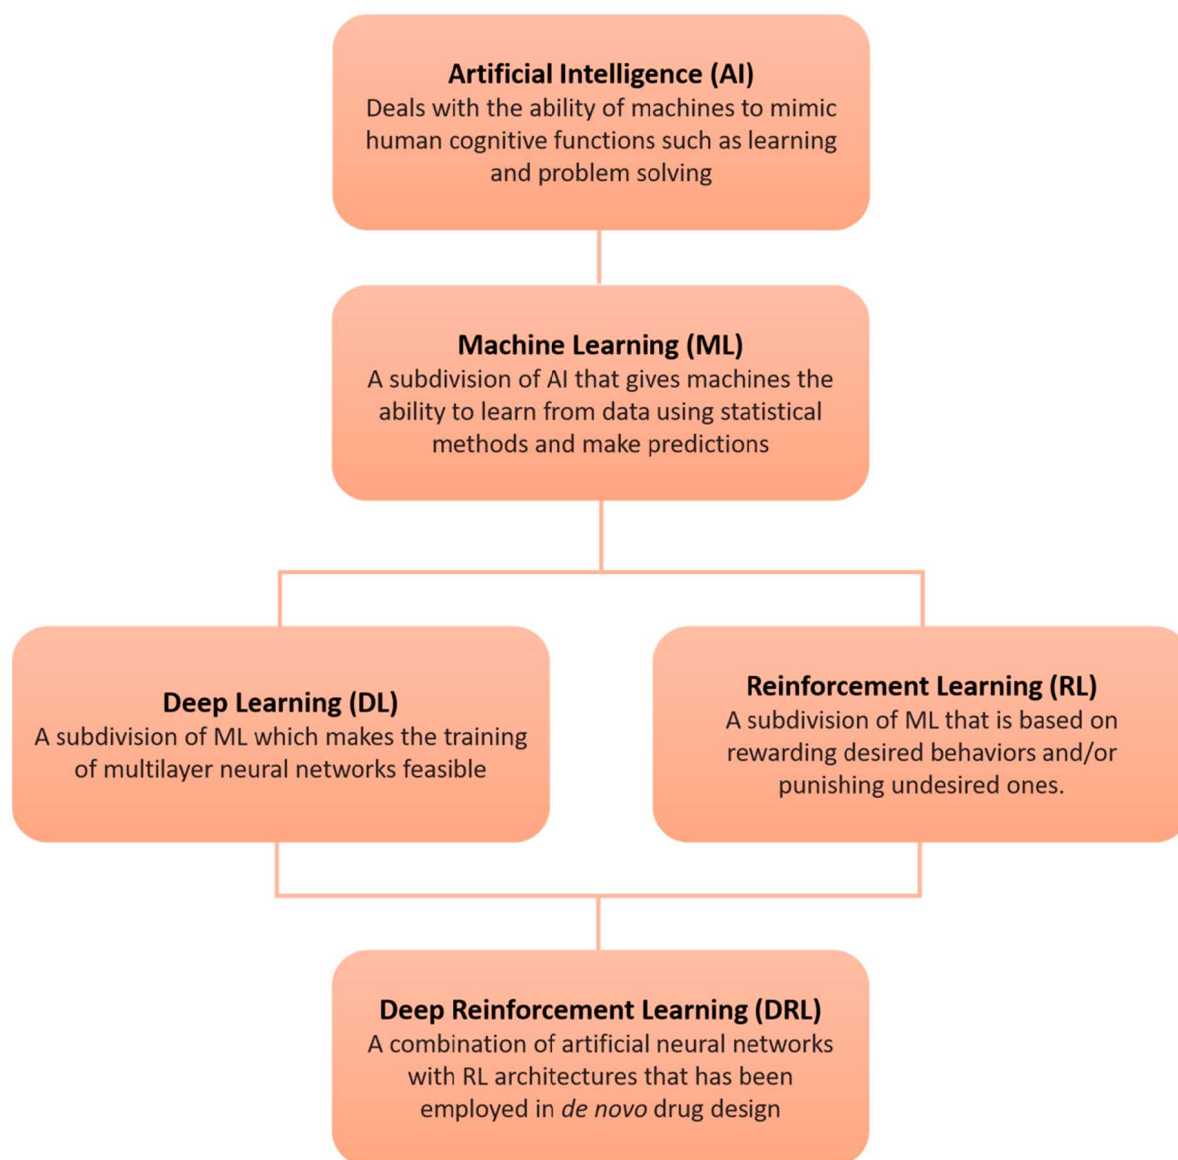 Artificial Intelligence (AI)
Deals with the ability of machines to mimic
human cognitive functions such as learning
and problem solving
Machine Learning (ML)
A subdivision of AI that gives machines the
ability to learn from data using statistical
methods and make predictions
Deep Learning (DL)
A subdivision of ML which makes the training
of multilayer neural networks feasible
Reinforcement Learning (RL)
A subdivision of ML that is based on
rewarding desired behaviors and/or
punishing undesired ones.
Deep Reinforcement Learning (DRL)
A combination of artificial neural networks
with RL architectures that has been
employed in de novo drug design